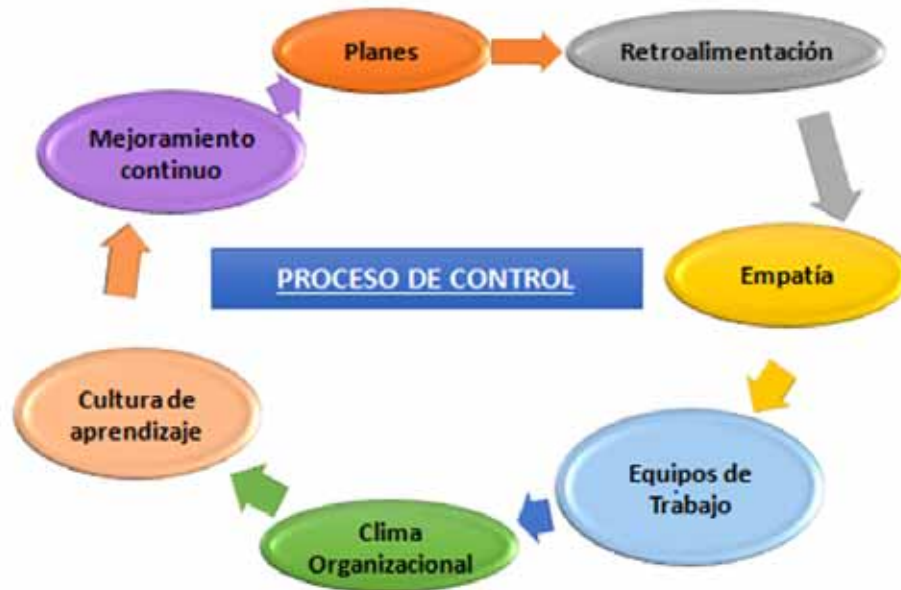 Planes
Retroalimentación
Empatía
Equipos de
Trabajo
Clima
Organizacional
Cultura de
aprendizaje
Mejoramiento
continuo
PROCESO DE CONTROL